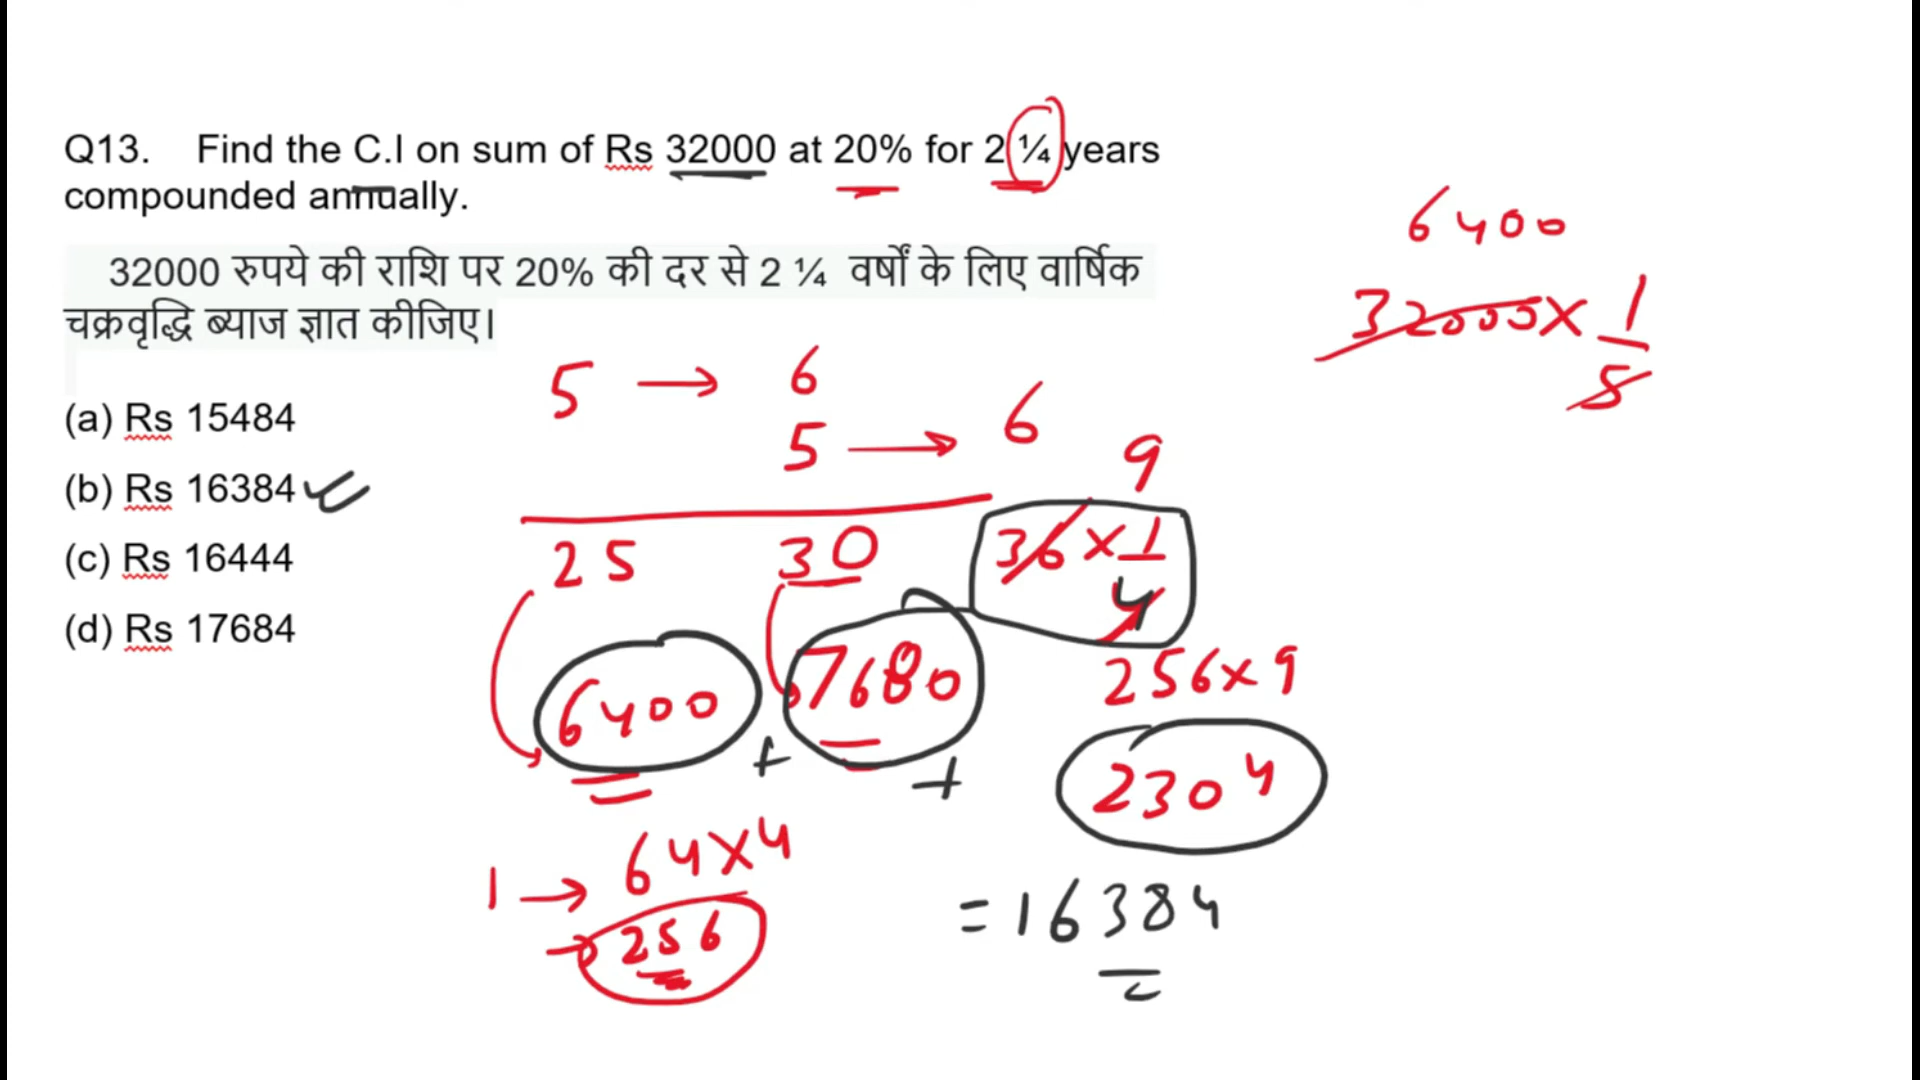 Q13. Find the C.I on sum of Rs 32000 at 20% for 2 ¼ years
compounded annually.
32000 रुपये की राशि पर 20% की दर से 2 ¼ वर्षों के लिए वार्षिक
चक्रवृद्धि ब्याज ज्ञात कीजिए।
(a) Rs 15484
(b) Rs 16384
(c) Rs 16444
(d) Rs 17684
6400
32000 × 1/5
5 → 6
5 → 6
9
25 30 36 × 1/4
6400 + 7680 + 2304
256 × 9
1 → 64 × 4
→ 256
= 16384